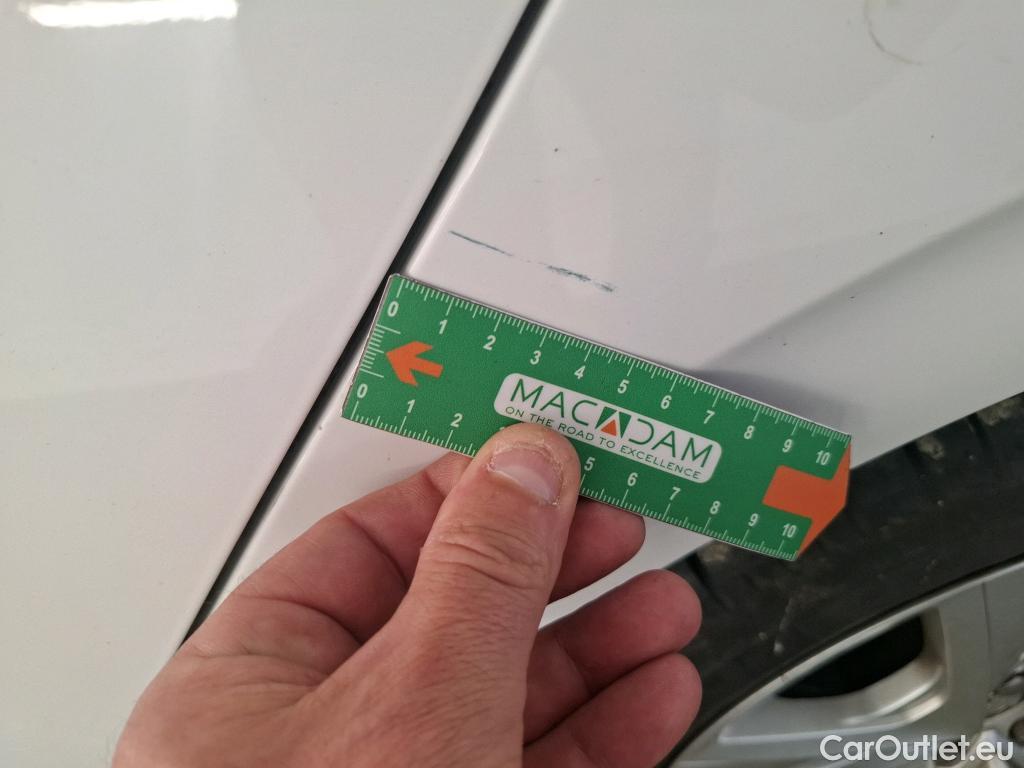 0 1 2 3 4 5 6 7 8 9 10
MACADAM
ON THE ROAD TO EXCELLENCE
0 1 2 5 6 7 8 9 10
CarOutlet.eu